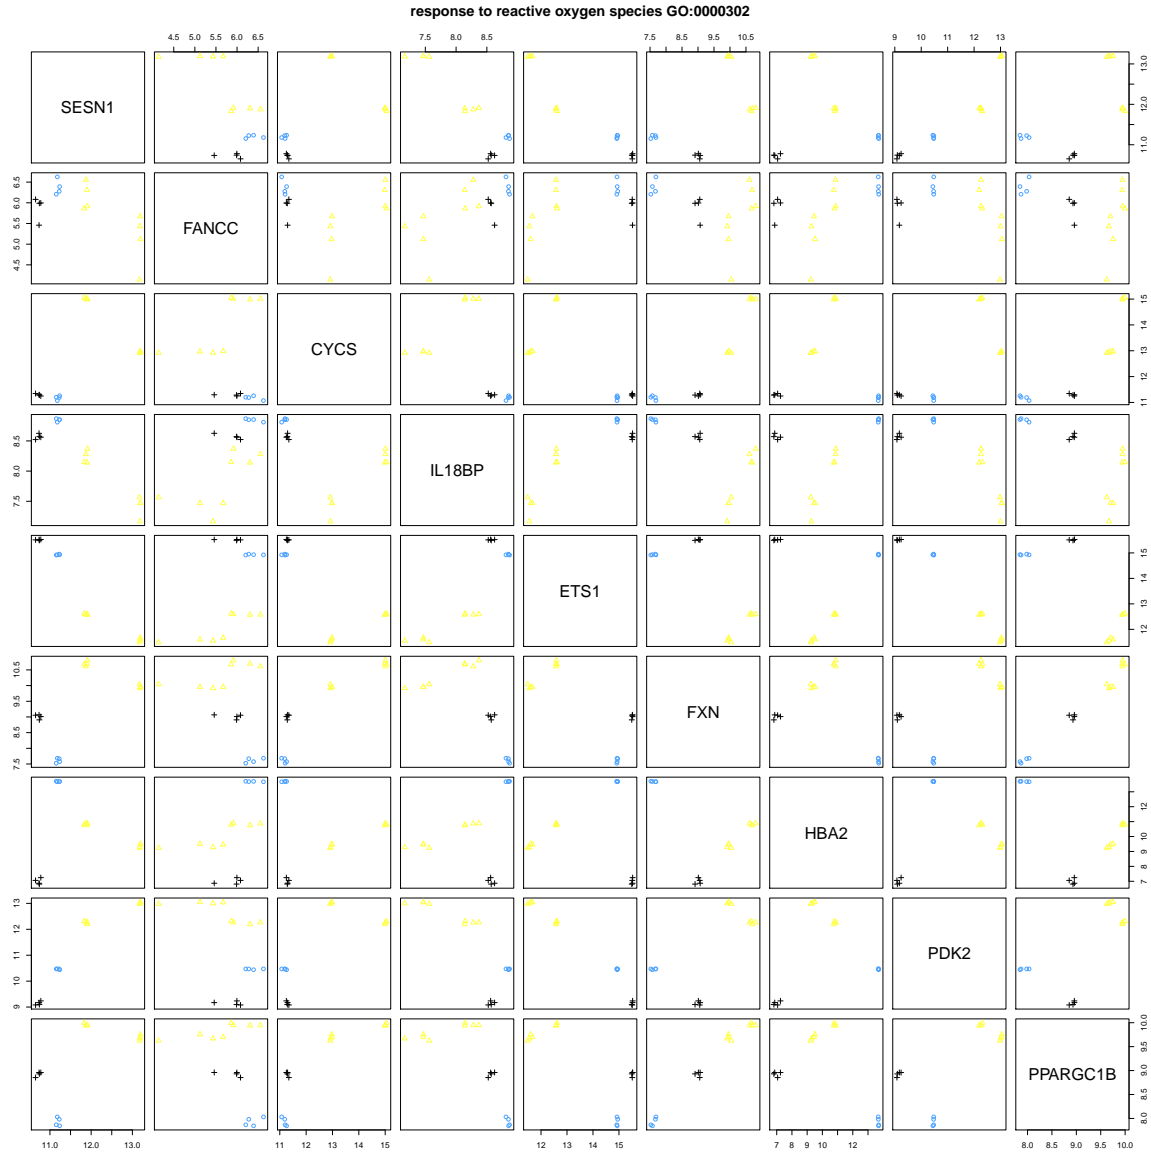 response to reactive oxygen species GO:0000302
4.5 5.0 6.0 6.5 7.5 8.0 8.5 7.5 8.5 9.5 10.5 9 10 11 12 13
SESN1
11.0 12.0 13.0
4.5 5.0 5.5 6.0 6.5
FANCC
CYCS
11 12 13 14 15
7.5 8.0 8.5
IL18BP
ETS1
12 13 14 15
7.5 8.5 9.5 10.5
FXN
HBA2
7 8 9 10 12
9 10 11 12 13
PDK2
PPARGC1B
8.0 8.5 9.0 9.5 10.0
11.0 12.0 13.0 11 12 13 14 15 12 13 14 15 7 8 9 10 12 8.0 8.5 9.0 9.5 10.0